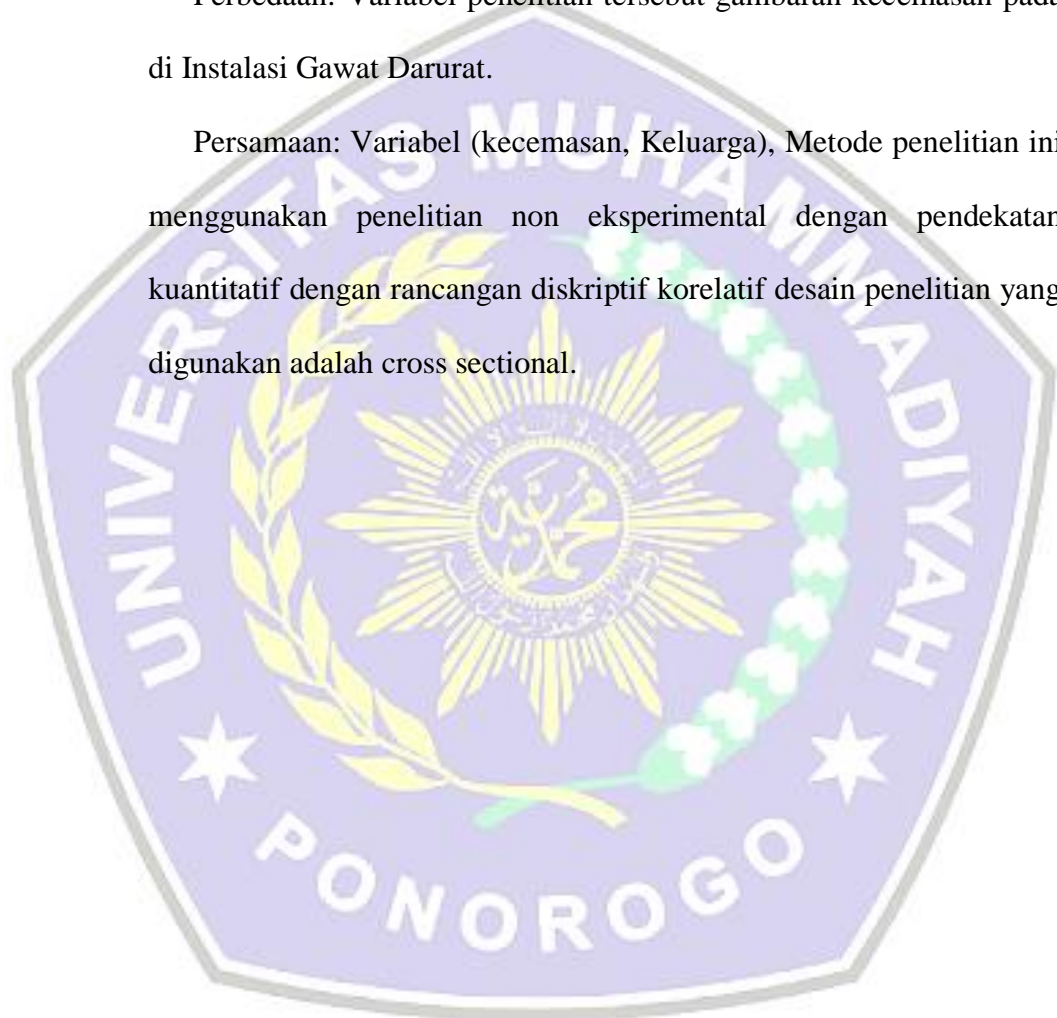 Perbedaan: Variabel penelitian tersebut gambaran kecemasan pada
di Instalasi Gawat Darurat.
Persamaan: Variabel (kecemasan, Keluarga), Metode penelitian ini
menggunakan penelitian non eksperimental dengan pendekatan
kuantitatif dengan rancangan diskriptif korelatif desain penelitian yang
digunakan adalah cross sectional.
UNIVERSITAS MUHAMMADIYAH
PONOROGO